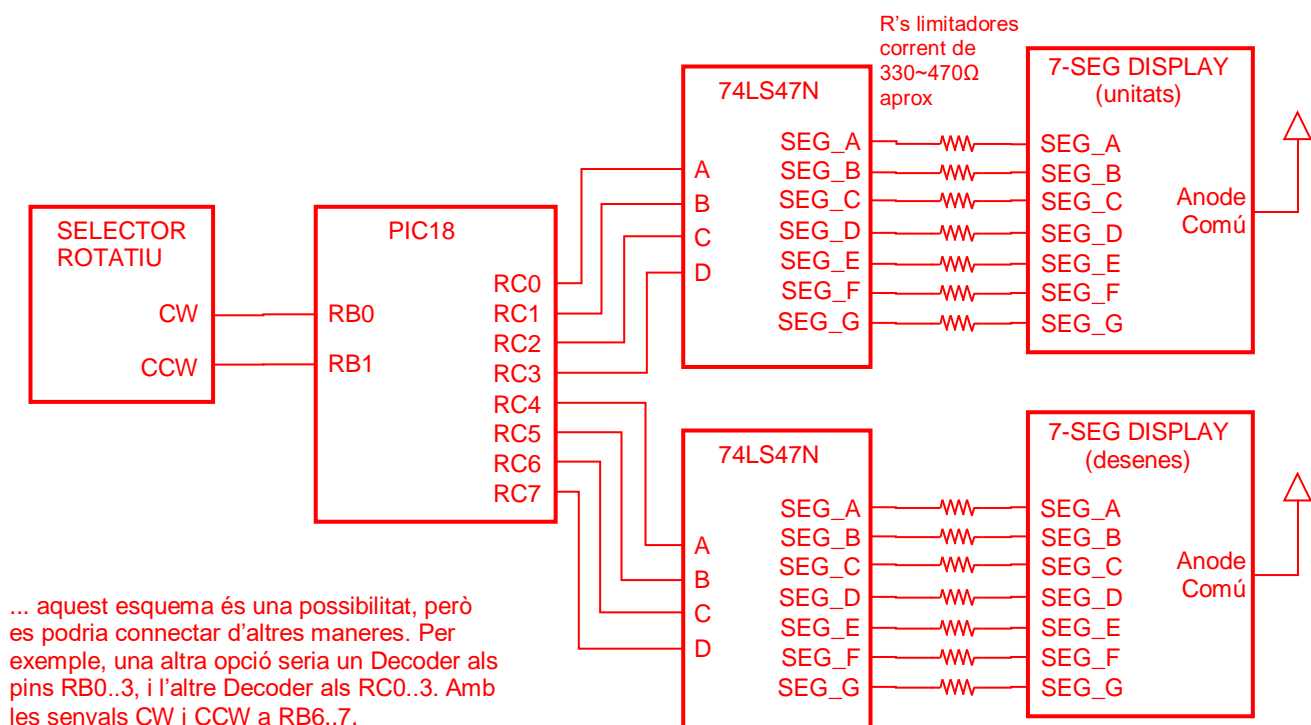 R's limitadores
corrent de
330~470Ω
aprox
SELECTOR
ROTATIU
CW
CCW
PIC18
RB0
RB1
RC0
RC1
RC2
RC3
RC4
RC5
RC6
RC7
74LS47N
A
B
C
D
SEG_A
SEG_B
SEG_C
SEG_D
SEG_E
SEG_F
SEG_G
7-SEG DISPLAY
(unitats)
SEG_A
SEG_B
SEG_C
SEG_D
SEG_E
SEG_F
SEG_G
Anode
Comú
74LS47N
A
B
C
D
SEG_A
SEG_B
SEG_C
SEG_D
SEG_E
SEG_F
SEG_G
7-SEG DISPLAY
(desenes)
SEG_A
SEG_B
SEG_C
SEG_D
SEG_E
SEG_F
SEG_G
Anode
Comú
... aquest esquema és una possibilitat, però
es podria connectar d'altres maneres. Per
exemple, una altra opció seria un Decoder als
pins RB0..3, i l'altre Decoder als RC0..3. Amb
les senvals CW i CCW a RB6..7.